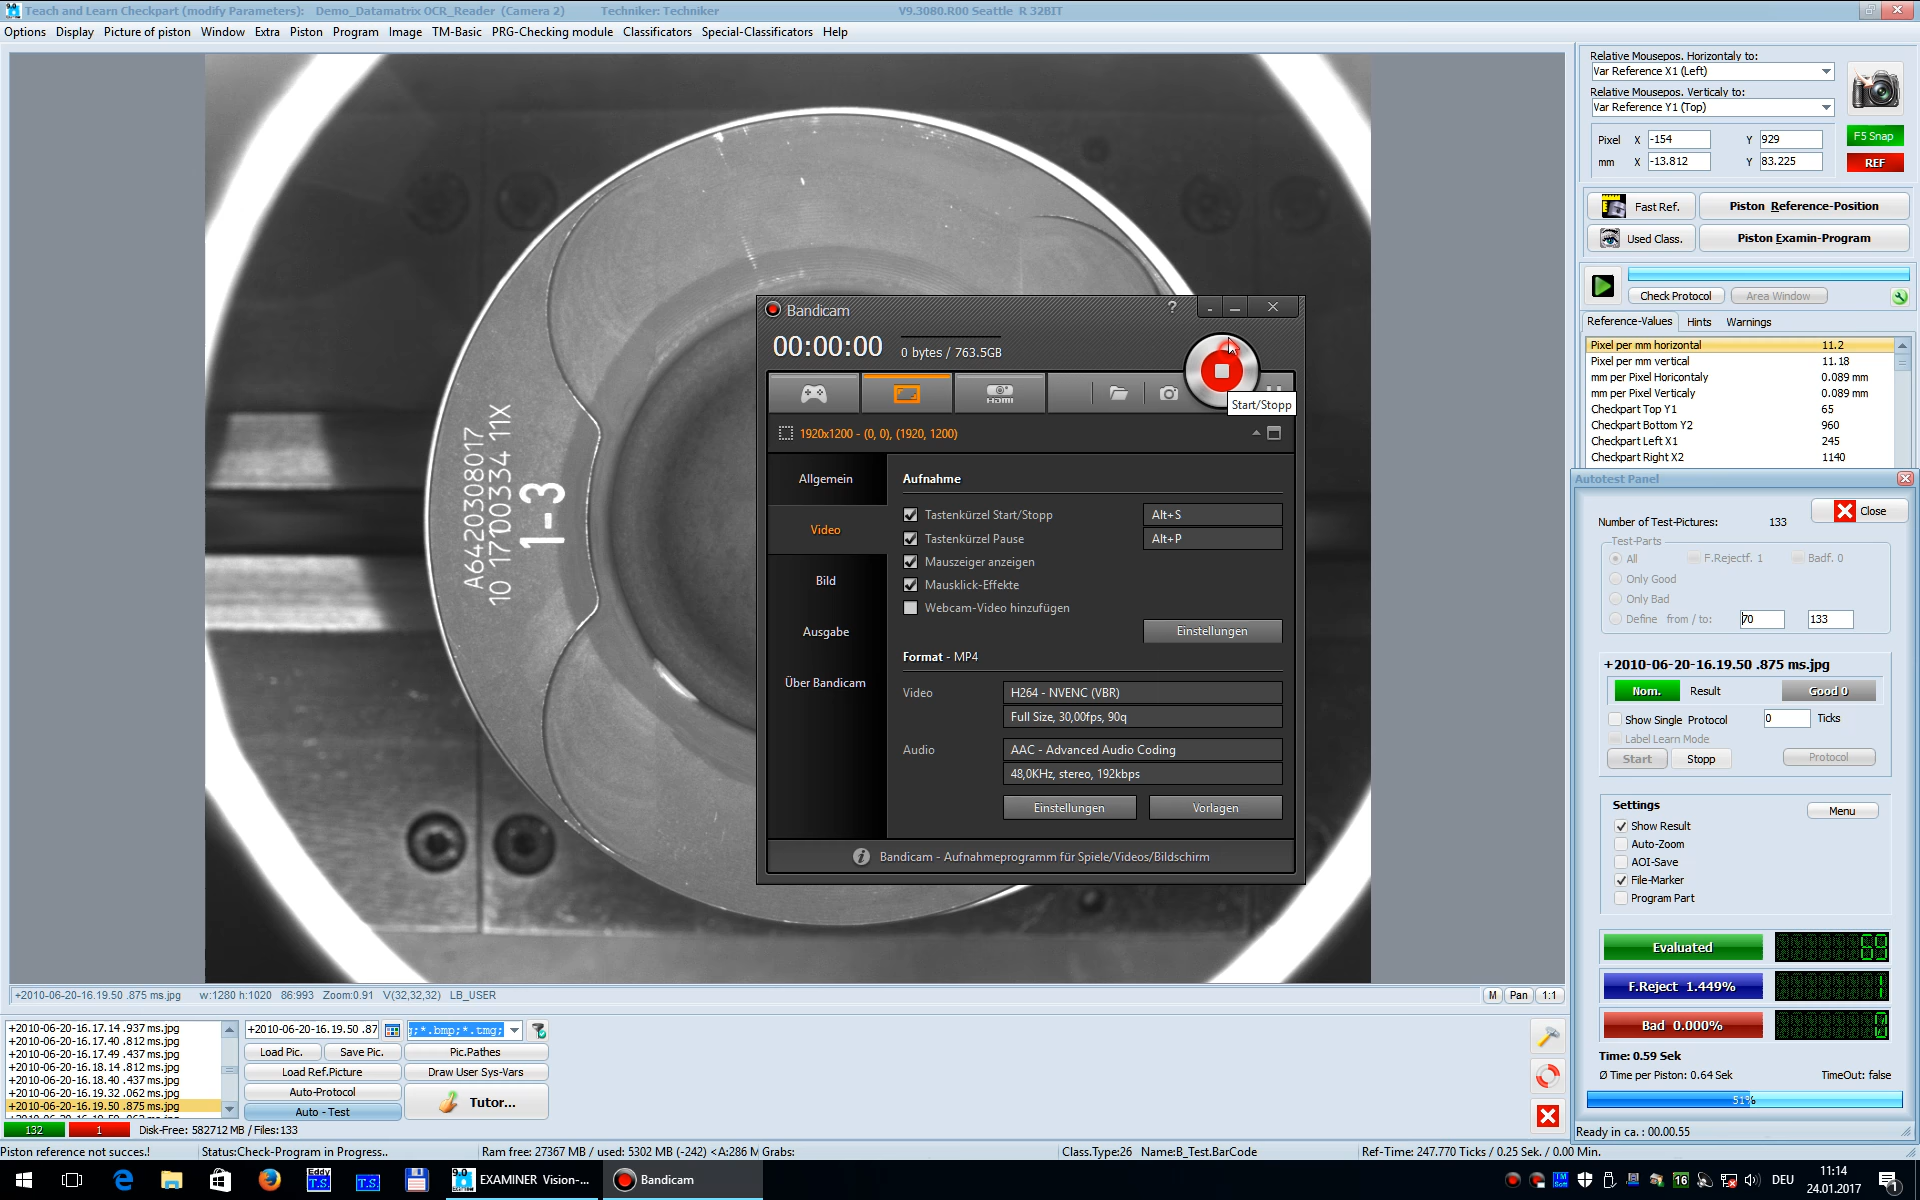 Teach and Learn Checkpart (modify Parameters): Demo_Datamatrix OCR_Reader (Camera 2) Techniker: Techniker V9.3080.R00 Seattle R 32BIT
Options Display Picture of piston Window Extra Piston Program Image TM-Basic PRG-Checking module Classificators Special-Classificators Help
Relative Mousepos. Horizontaly to:
Var Reference X1 (Left)
Relative Mousepos. Verticaly to:
Var Reference Y1 (Top)
Pixel X -154 Y 929
mm X -13.812 Y 83.225
F5 Snap
REF
Fast Ref. Piston Reference-Position
Used Class. Piston Examin-Program
Check Protocol Area Window
Reference-Values Hints Warnings
Pixel per mm horizontal 11.2
Pixel per mm vertical 11.18
mm per Pixel Horicontaly 0.089 mm
mm per Pixel Verticaly 0.089 mm
Checkpart Top Y1 65
Checkpart Bottom Y2 960
Checkpart Left X1 245
Checkpart Right X2 1140
A6420308017
10 1710334 11X
1-3
Bandicam
00:00:00 0 bytes / 763.5GB
HDMI
Start/Stopp
1920x1200 - (0, 0), (1920, 1200)
Allgemein
Video
Bild
Ausgabe
Über Bandicam
Aufnahme
Tastenkürzel Start/Stopp Alt+S
Tastenkürzel Pause Alt+P
Mauszeiger anzeigen
Mausklick-Effekte
Webcam-Video hinzufügen
Einstellungen
Format - MP4
Video H264 - NVENC (VBR)
Full Size, 30,00fps, 90q
Audio AAC - Advanced Audio Coding
48,0KHz, stereo, 192kbps
Einstellungen Vorlagen
Bandicam - Aufnahmeprogramm für Spiele/Videos/Bildschirm
Autotest Panel
Close
Number of Test-Pictures: 133
Test-Parts
All F.Rejectf. 1 Badf. 0
Only Good
Only Bad
Define from / to: 70 133
+2010-06-20-16.19.50 .875 ms.jpg
Nom. Result Good 0
Show Single Protocol 0 Ticks
Label Learn Mode
Start Stopp Protocol
Settings
Menu
Show Result
Auto-Zoom
AOI-Save
File-Marker
Program Part
Evaluated 69
F.Reject 1.449% 1
Bad 0.000% 0
Time: 0.59 Sek
Ø Time per Piston: 0.64 Sek TimeOut: false
51%
Ready in ca. : 00.00.55
+2010-06-20-16.19.50 .875 ms.jpg w:1280 h:1020 86:993 Zoom:0.91 V(32,32,32) LB_USER
M Pan 1:1
+2010-06-20-16.17.14 .937 ms.jpg
+2010-06-20-16.17.40 .812 ms.jpg
+2010-06-20-16.17.49 .437 ms.jpg
+2010-06-20-16.18.14 .812 ms.jpg
+2010-06-20-16.18.40 .437 ms.jpg
+2010-06-20-16.19.32 .062 ms.jpg
+2010-06-20-16.19.50 .875 ms.jpg
+2010-06-20-16.19.50 .87 g;*.bmp;*.tmg;
Load Pic. Save Pic. Pic.Pathes
Load Ref.Picture Draw User Sys-Vars
Auto-Protocol
Auto - Test
Tutor...
132 1 Disk-Free: 582712 MB / Files:133
Piston reference not succes.! Status:Check-Program in Progress.. Ram free: 27367 MB / used: 5302 MB (-242) <A:286 M Grabs: Class.Type:26 Name:B_Test.BarCode Ref-Time: 247.770 Ticks / 0.25 Sek. / 0.00 Min.
Eddy T.S. T.S. 9.0 EXAMINER Vision-... Bandicam
16 DEU 11:14
24.01.2017 1